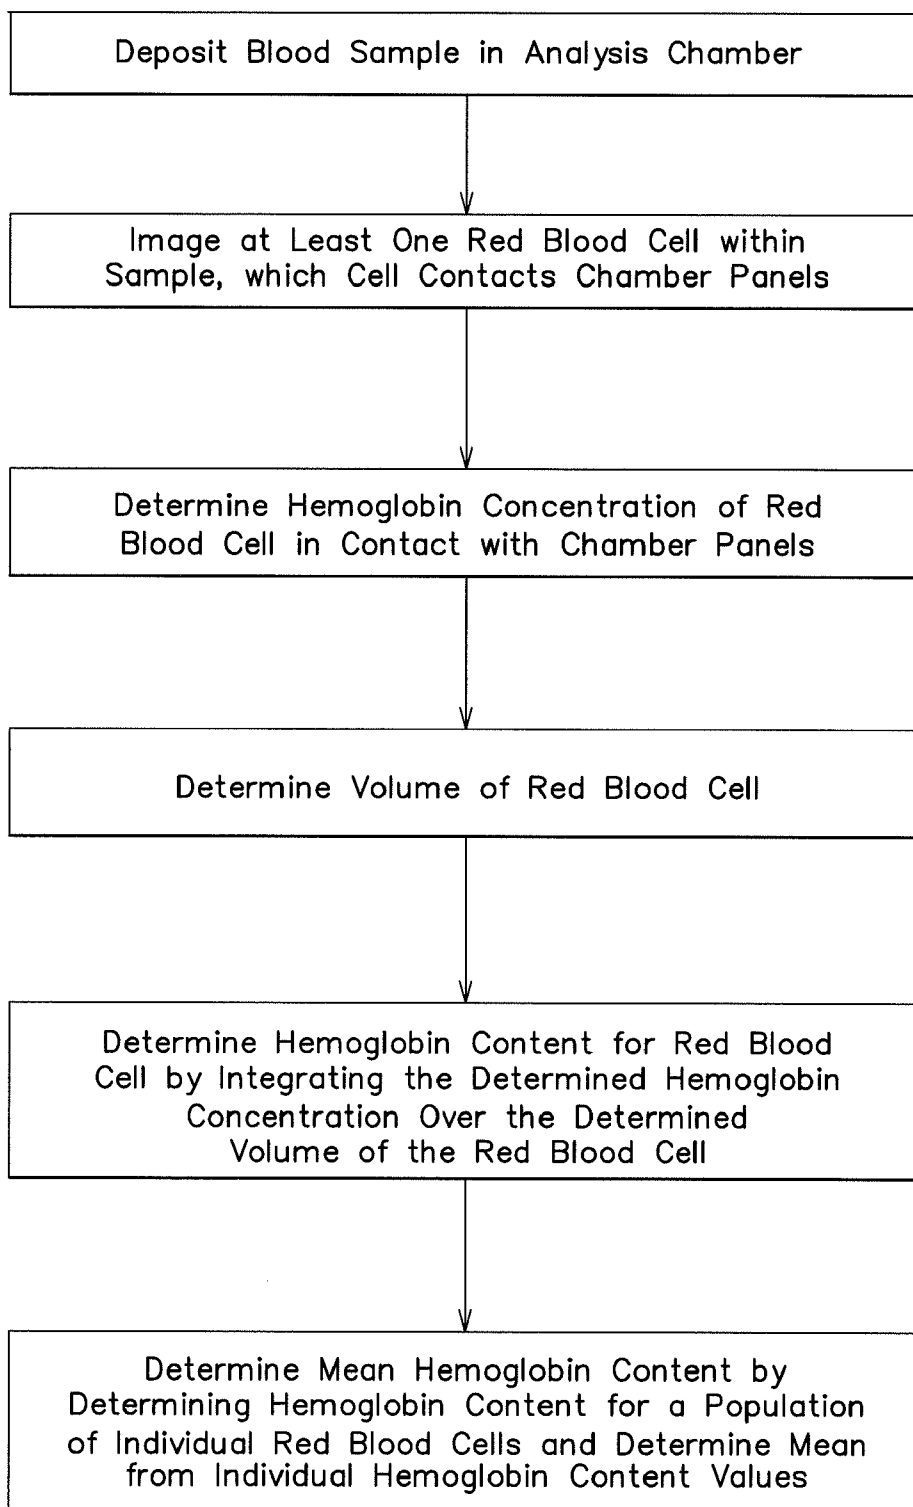 Deposit Blood Sample in Analysis Chamber
Image at Least One Red Blood Cell within
Sample, which Cell Contacts Chamber Panels
Determine Hemoglobin Concentration of Red
Blood Cell in Contact with Chamber Panels
Determine Volume of Red Blood Cell
Determine Hemoglobin Content for Red Blood
Cell by Integrating the Determined Hemoglobin
Concentration Over the Determined
Volume of the Red Blood Cell
Determine Mean Hemoglobin Content by
Determining Hemoglobin Content for a Population
of Individual Red Blood Cells and Determine Mean
from Individual Hemoglobin Content Values